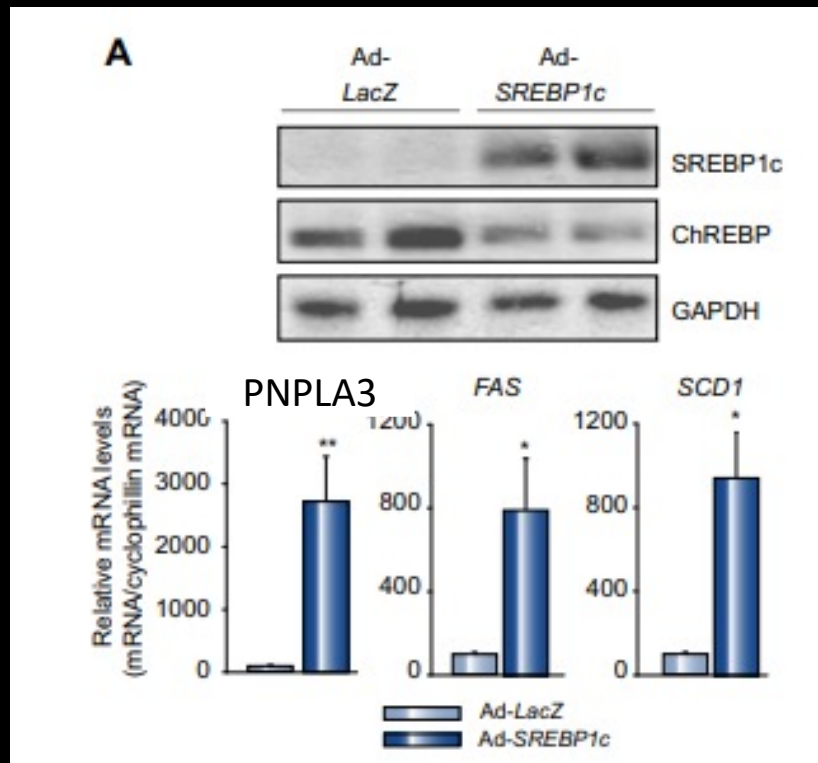 A
Ad- Ad-
LacZ SREBP1c
SREBP1c
ChREBP
GAPDH
PNPLA3 FAS SCD1
Relative mRNA levels
(mRNA/cyclophillin mRNA)
4000
3000
2000
1000
0
**
1200
800
400
0
*
1200
800
400
0
*
Ad-LacZ
Ad-SREBP1c